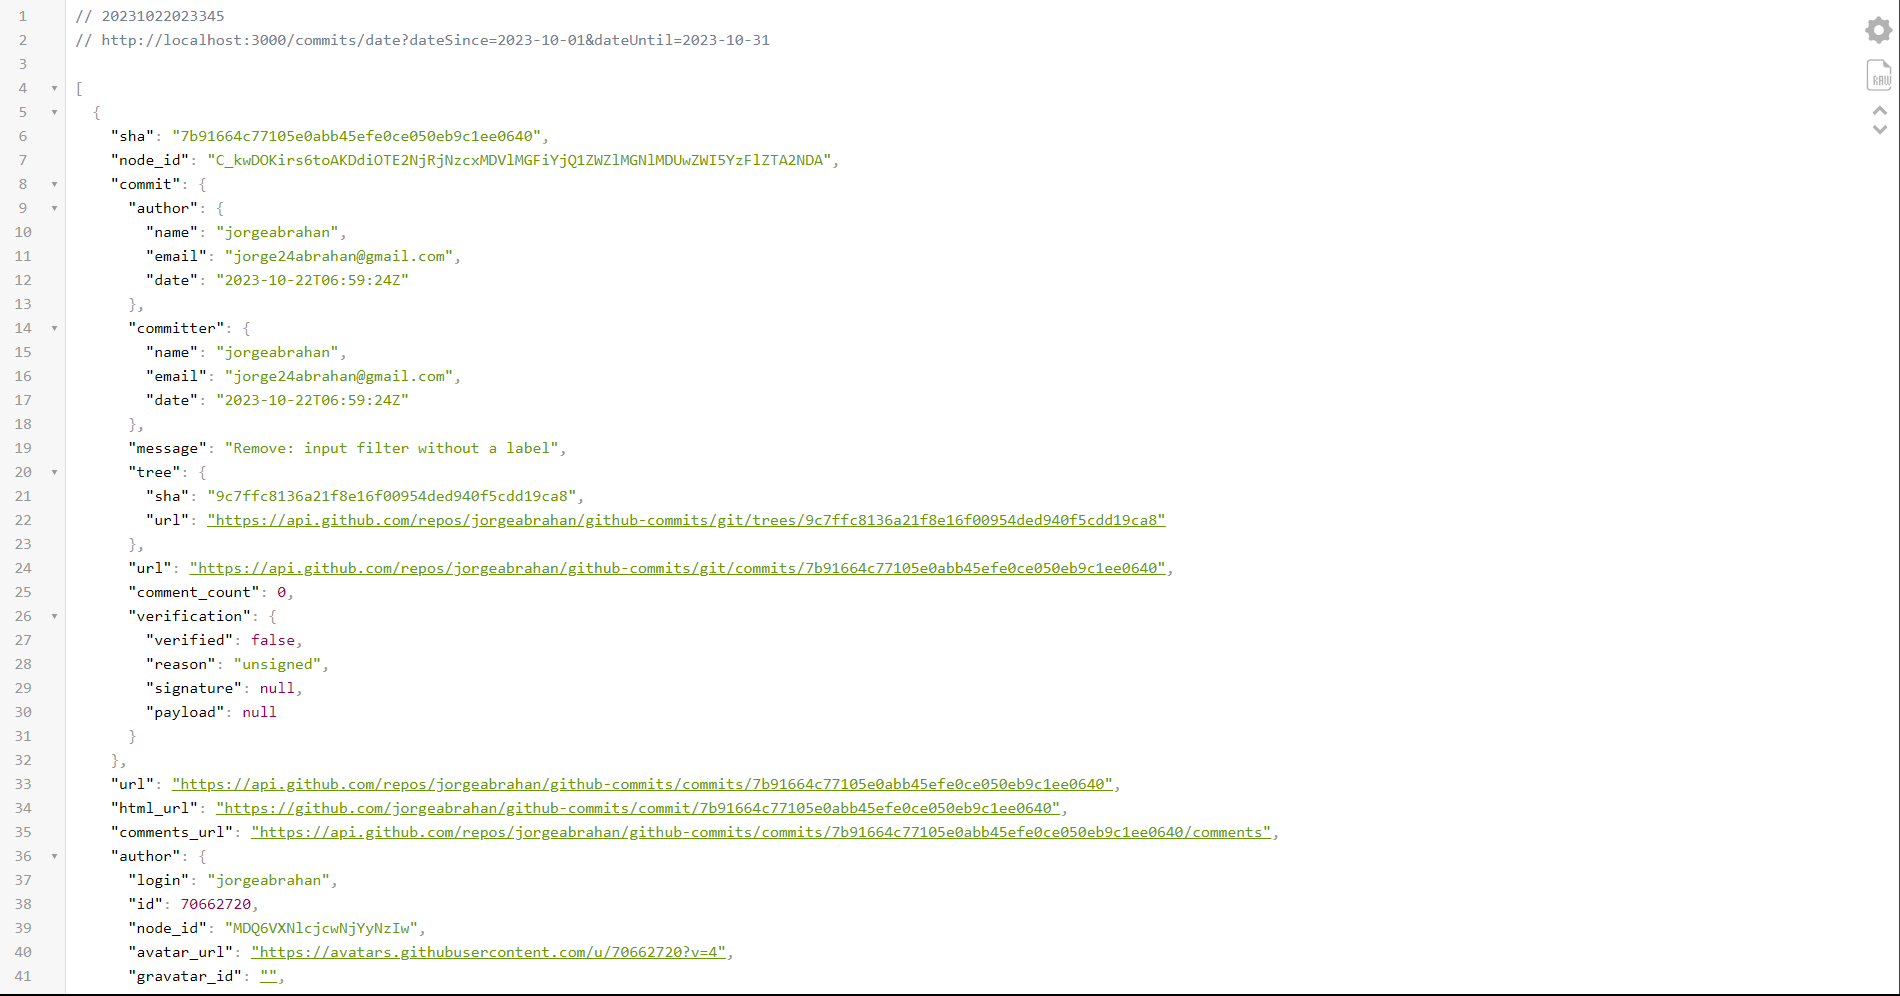 1 // 20231022023345
2 // http://localhost:3000/commits/date?dateSince=2023-10-01&dateUntil=2023-10-31
3
4 [
5 {
6 "sha": "7b91664c77105e0abb45efe0ce050eb9c1ee0640",
7 "node_id": "C_kwDOKirs6toAKDdiOTE2NjRjNzcxMDVlMGFiYjQ1ZWZlMGNlMDUwZWI5YzFlZTA2NDA",
8 "commit": {
9 "author": {
10 "name": "jorgeabrahan",
11 "email": "jorge24abrahan@gmail.com",
12 "date": "2023-10-22T06:59:24Z"
13 },
14 "committer": {
15 "name": "jorgeabrahan",
16 "email": "jorge24abrahan@gmail.com",
17 "date": "2023-10-22T06:59:24Z"
18 },
19 "message": "Remove: input filter without a label",
20 "tree": {
21 "sha": "9c7ffc8136a21f8e16f00954ded940f5cdd19ca8",
22 "url": "https://api.github.com/repos/jorgeabrahan/github-commits/git/trees/9c7ffc8136a21f8e16f00954ded940f5cdd19ca8"
23 },
24 "url": "https://api.github.com/repos/jorgeabrahan/github-commits/git/commits/7b91664c77105e0abb45efe0ce050eb9c1ee0640",
25 "comment_count": 0,
26 "verification": {
27 "verified": false,
28 "reason": "unsigned",
29 "signature": null,
30 "payload": null
31 }
32 },
33 "url": "https://api.github.com/repos/jorgeabrahan/github-commits/commits/7b91664c77105e0abb45efe0ce050eb9c1ee0640",
34 "html_url": "https://github.com/jorgeabrahan/github-commits/commit/7b91664c77105e0abb45efe0ce050eb9c1ee0640",
35 "comments_url": "https://api.github.com/repos/jorgeabrahan/github-commits/commits/7b91664c77105e0abb45efe0ce050eb9c1ee0640/comments",
36 "author": {
37 "login": "jorgeabrahan",
38 "id": 70662720,
39 "node_id": "MDQ6VXNlcjcwNjYyNzIw",
40 "avatar_url": "https://avatars.githubusercontent.com/u/70662720?v=4",
41 "gravatar_id": "",
RAW